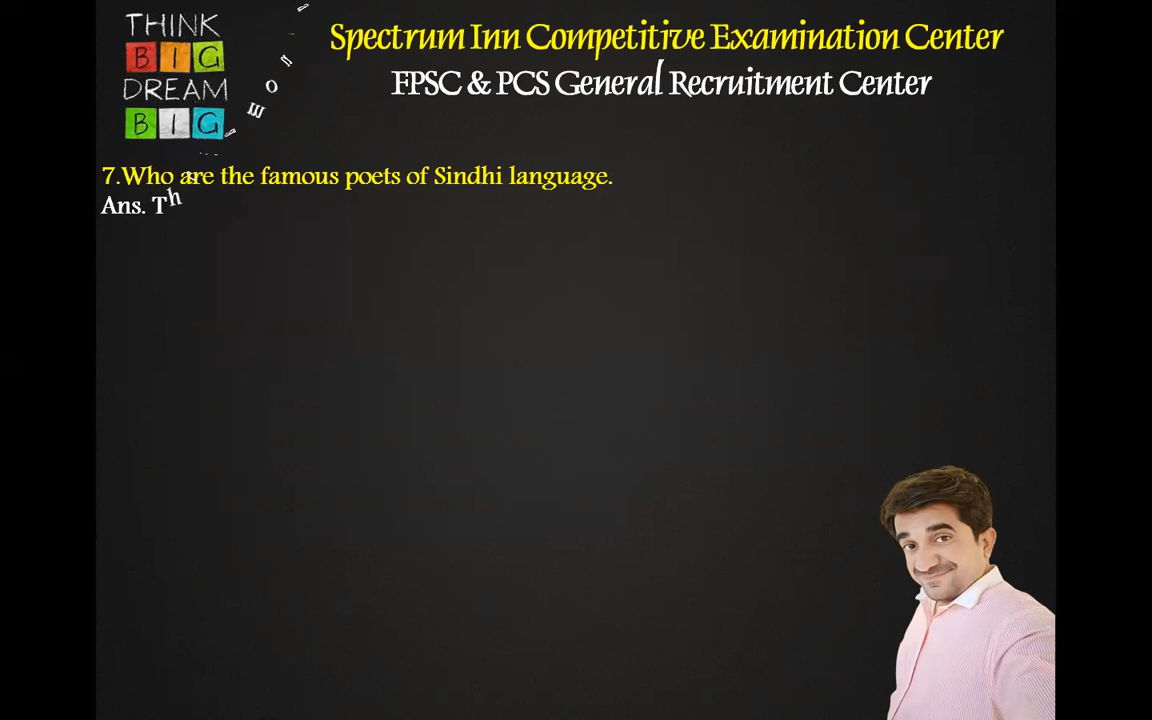 THINK
BIG
DREAM
BIG
Spectrum Inn Competitive Examination Center
FPSC & PCS General Recruitment Center
7.Who are the famous poets of Sindhi language.
Ans. Th